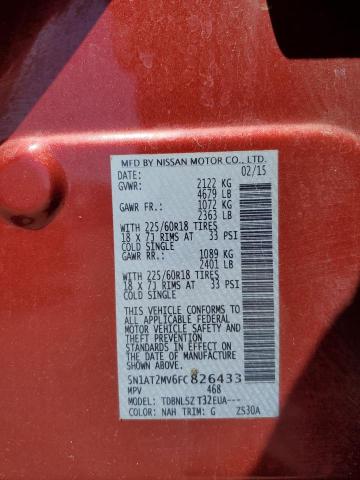 MFD BY NISSAN MOTOR CO., LTD.
DATE: 02/15
GVWR: 2122 KG
4679 LB
GAWR FR.: 1072 KG
2363 LB
WITH 225/60R18 TIRES
18 X 7J RIMS AT 33 PSI
COLD SINGLE
GAWR RR.: 1089 KG
2401 LB
WITH 225/60R18 TIRES
18 X 7J RIMS AT 33 PSI
COLD SINGLE
THIS VEHICLE CONFORMS TO
ALL APPLICABLE FEDERAL
MOTOR VEHICLE SAFETY AND
THEFT PREVENTION
STANDARDS IN EFFECT ON
THE DATE OF MANUFACTURE
SHOWN ABOVE.
5N1AT2MV6FC826433
MPV 468
MODEL: TDBNLSZ T32EUA---
COLOR: NAH TRIM: G ZS30A